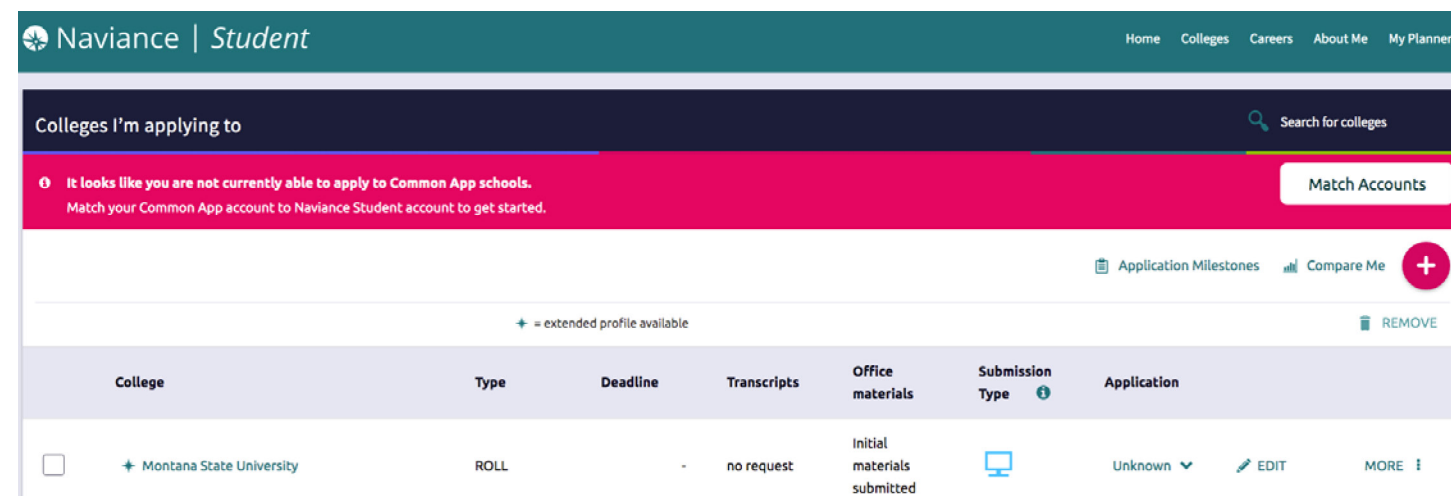 Naviance | Student
Home Colleges Careers About Me My Planner
Colleges I'm applying to
Search for colleges
It looks like you are not currently able to apply to Common App schools.
Match your Common App account to Naviance Student account to get started.
Match Accounts
Application Milestones Compare Me +
= extended profile available
REMOVE
College Type Deadline Transcripts Office materials Submission Type Application
Montana State University ROLL - no request Initial materials submitted Unknown EDIT MORE